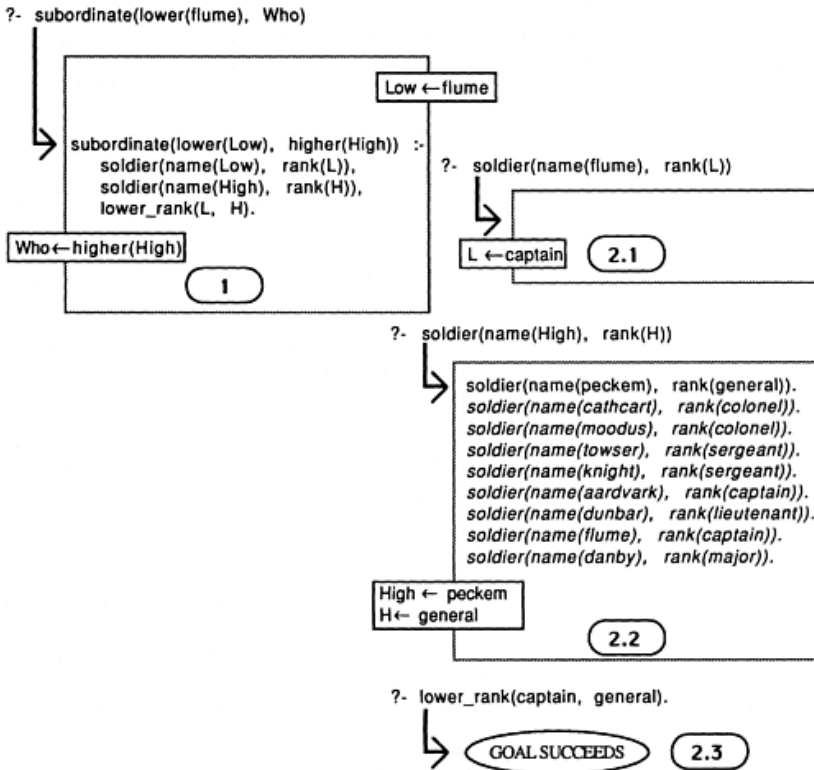 ?- subordinate(lower(flume), Who)
Low ←flume
subordinate(lower(Low), higher(High)) :-
soldier(name(Low), rank(L)),
soldier(name(High), rank(H)),
lower_rank(L, H).
Who←higher(High)
1
?- soldier(name(flume), rank(L))
L ←captain
2.1
?- soldier(name(High), rank(H))
soldier(name(peckem), rank(general)).
soldier(name(cathcart), rank(colonel)).
soldier(name(moodus), rank(colonel)).
soldier(name(towser), rank(sergeant)).
soldier(name(knight), rank(sergeant)).
soldier(name(aardvark), rank(captain)).
soldier(name(dunbar), rank(lieutenant)).
soldier(name(flume), rank(captain)).
soldier(name(danby), rank(major)).
High ← peckem
H← general
2.2
?- lower_rank(captain, general).
GOAL SUCCEEDS
2.3